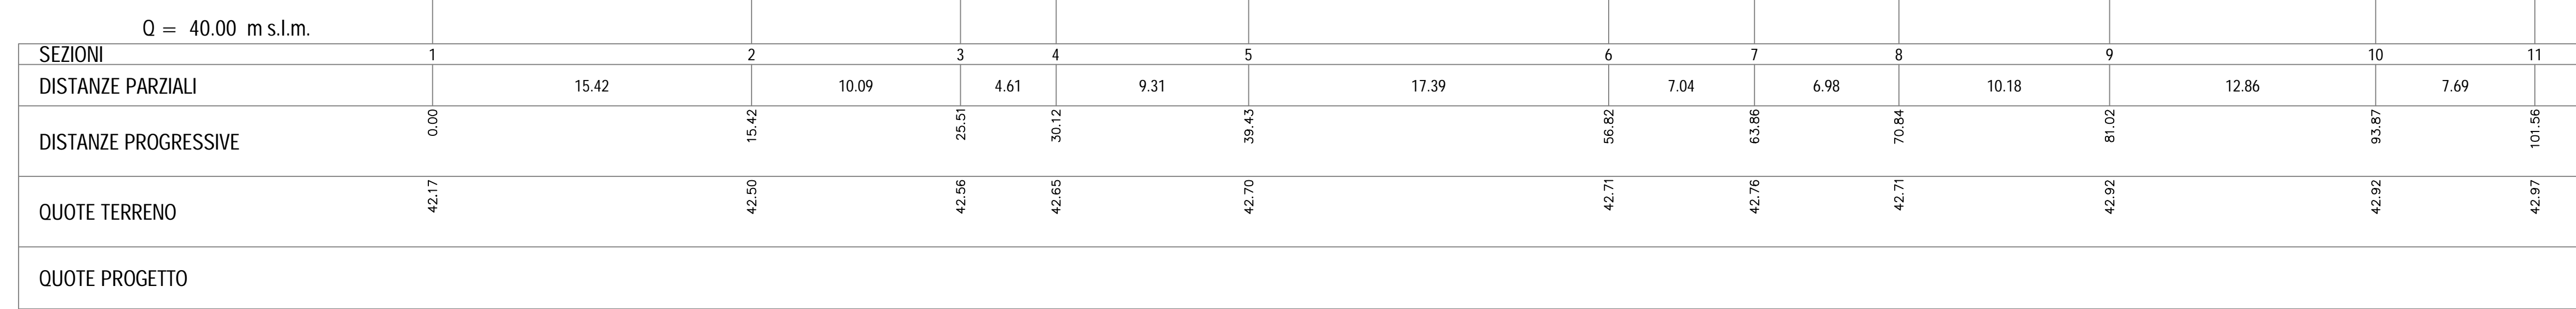 Q = 40.00 m s.l.m.
SEZIONI 1 2 3 4 5 6 7 8 9 10 11
DISTANZE PARZIALI 15.42 10.09 4.61 9.31 17.39 7.04 6.98 10.18 12.86 7.69
DISTANZE PROGRESSIVE 0.00 15.42 25.51 30.12 39.43 56.82 63.86 70.84 81.02 93.87 101.56
QUOTE TERRENO 42.17 42.50 42.56 42.65 42.70 42.71 42.76 42.71 42.92 42.92 42.97
QUOTE PROGETTO